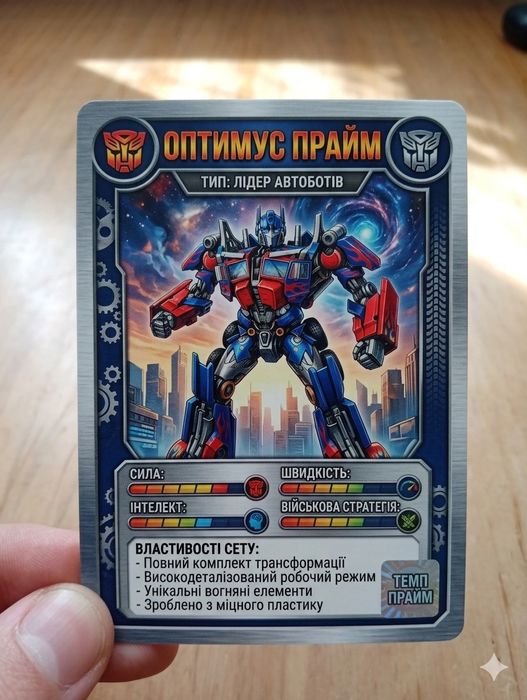 ОПТИМУС ПРАЙМ
ТИП: ЛІДЕР АВТОБОТІВ
СИЛА:
ШВИДКІСТЬ:
ІНТЕЛЕКТ:
ВІЙСЬКОВА СТРАТЕГІЯ:
ВЛАСТИВОСТІ СЕТУ:
- Повний комплект трансформації
- Високодеталізований робочий режим
- Унікальні вогняні елементи
- Зроблено з міцного пластику
ТЕМП
ПРАЙМ